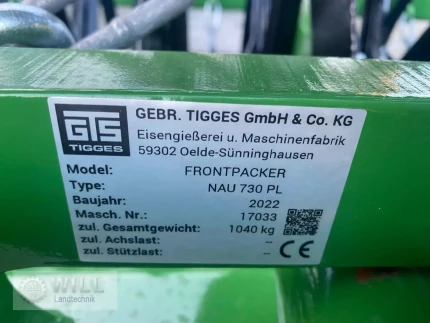 GTS
TIGGES
GEBR. TIGGES GmbH & Co. KG
Eisengießerei u. Maschinenfabrik
59302 Oelde-Sünninghausen
Model: FRONTPACKER
Type: NAU 730 PL
Baujahr: 2022
Masch. Nr.: 17033
zul. Gesamtgewicht: 1040 kg
zul. Achslast: --
zul. Stützlast: --
CE
WILL
Landtechnik